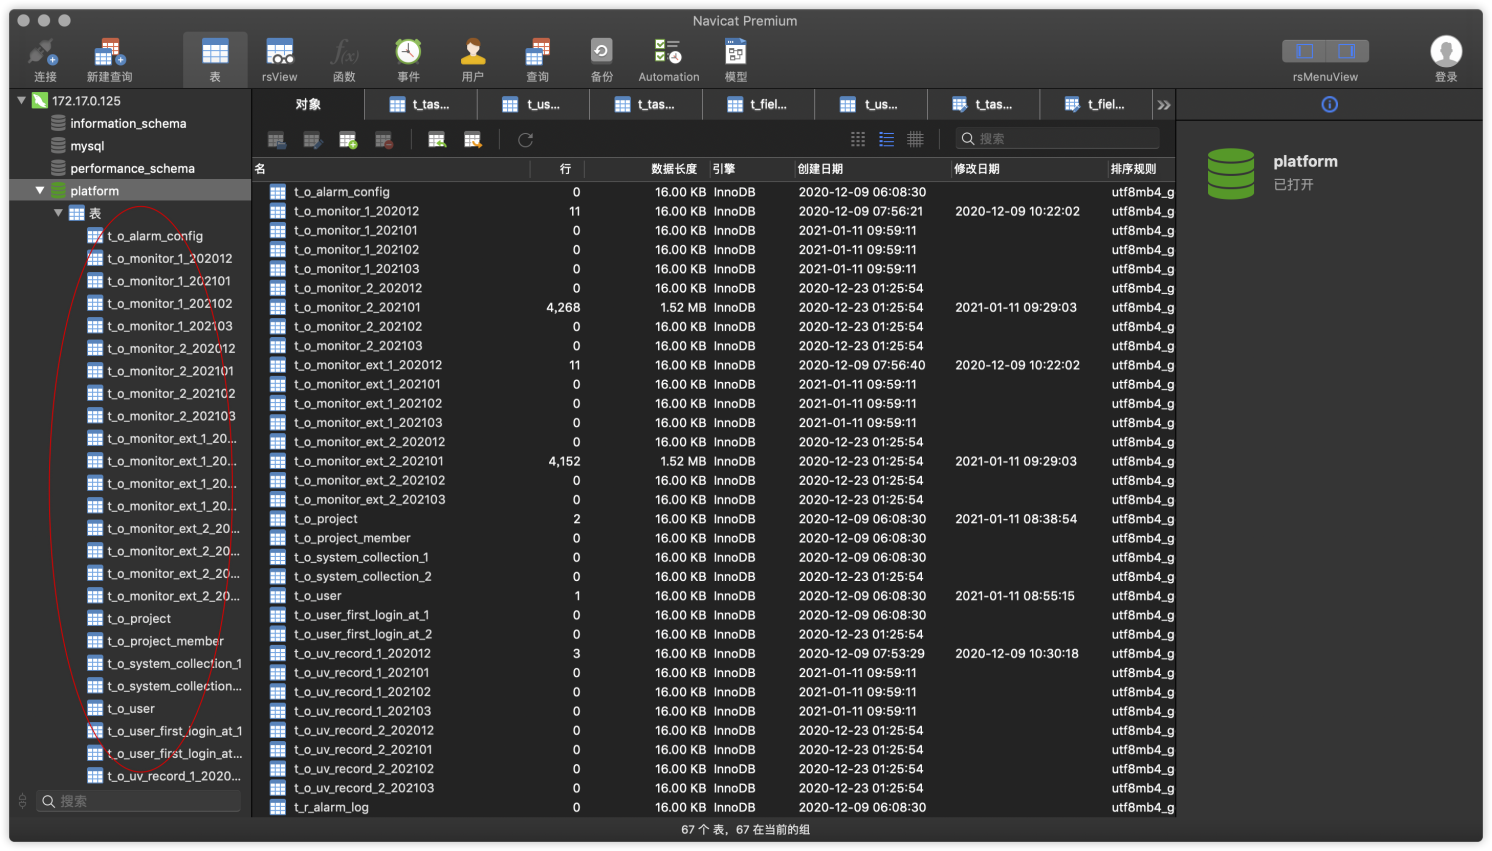 Navicat Premium
连接 新建查询 表 rsView 函数 事件 用户 查询 备份 Automation 模型 rsMenuView 登录
172.17.0.125
information_schema
mysql
performance_schema
platform
表
t_o_alarm_config
t_o_monitor_1_202012
t_o_monitor_1_202101
t_o_monitor_1_202102
t_o_monitor_1_202103
t_o_monitor_2_202012
t_o_monitor_2_202101
t_o_monitor_2_202102
t_o_monitor_2_202103
t_o_monitor_ext_1_20...
t_o_monitor_ext_1_20...
t_o_monitor_ext_1_20...
t_o_monitor_ext_1_20...
t_o_monitor_ext_2_20...
t_o_monitor_ext_2_20...
t_o_monitor_ext_2_20...
t_o_monitor_ext_2_20...
t_o_project
t_o_project_member
t_o_system_collection_1
t_o_system_collection...
t_o_user
t_o_user_first_login_at_1
t_o_user_first_login_at...
t_o_uv_record_1_2020...
搜索
对象 t_tas... t_us... t_tas... t_fiel... t_us... t_tas... t_fiel...
搜索
名 行 数据长度 引擎 创建日期 修改日期 排序规则
t_o_alarm_config 0 16.00 KB InnoDB 2020-12-09 06:08:30 utf8mb4_g
t_o_monitor_1_202012 11 16.00 KB InnoDB 2020-12-09 07:56:21 2020-12-09 10:22:02 utf8mb4_g
t_o_monitor_1_202101 0 16.00 KB InnoDB 2021-01-11 09:59:11 utf8mb4_g
t_o_monitor_1_202102 0 16.00 KB InnoDB 2021-01-11 09:59:11 utf8mb4_g
t_o_monitor_1_202103 0 16.00 KB InnoDB 2021-01-11 09:59:11 utf8mb4_g
t_o_monitor_2_202012 0 16.00 KB InnoDB 2020-12-23 01:25:54 utf8mb4_g
t_o_monitor_2_202101 4,268 1.52 MB InnoDB 2020-12-23 01:25:54 2021-01-11 09:29:03 utf8mb4_g
t_o_monitor_2_202102 0 16.00 KB InnoDB 2020-12-23 01:25:54 utf8mb4_g
t_o_monitor_2_202103 0 16.00 KB InnoDB 2020-12-23 01:25:54 utf8mb4_g
t_o_monitor_ext_1_202012 11 16.00 KB InnoDB 2020-12-09 07:56:40 2020-12-09 10:22:02 utf8mb4_g
t_o_monitor_ext_1_202101 0 16.00 KB InnoDB 2021-01-11 09:59:11 utf8mb4_g
t_o_monitor_ext_1_202102 0 16.00 KB InnoDB 2021-01-11 09:59:11 utf8mb4_g
t_o_monitor_ext_1_202103 0 16.00 KB InnoDB 2021-01-11 09:59:11 utf8mb4_g
t_o_monitor_ext_2_202012 0 16.00 KB InnoDB 2020-12-23 01:25:54 utf8mb4_g
t_o_monitor_ext_2_202101 4,152 1.52 MB InnoDB 2020-12-23 01:25:54 2021-01-11 09:29:03 utf8mb4_g
t_o_monitor_ext_2_202102 0 16.00 KB InnoDB 2020-12-23 01:25:54 utf8mb4_g
t_o_monitor_ext_2_202103 0 16.00 KB InnoDB 2020-12-23 01:25:54 utf8mb4_g
t_o_project 2 16.00 KB InnoDB 2020-12-09 06:08:30 2021-01-11 08:38:54 utf8mb4_g
t_o_project_member 0 16.00 KB InnoDB 2020-12-09 06:08:30 utf8mb4_g
t_o_system_collection_1 0 16.00 KB InnoDB 2020-12-09 06:08:30 utf8mb4_g
t_o_system_collection_2 0 16.00 KB InnoDB 2020-12-23 01:25:54 utf8mb4_g
t_o_user 1 16.00 KB InnoDB 2020-12-09 06:08:30 2021-01-11 08:55:15 utf8mb4_g
t_o_user_first_login_at_1 0 16.00 KB InnoDB 2020-12-09 06:08:30 utf8mb4_g
t_o_user_first_login_at_2 0 16.00 KB InnoDB 2020-12-23 01:25:54 utf8mb4_g
t_o_uv_record_1_202012 3 16.00 KB InnoDB 2020-12-09 07:53:29 2020-12-09 10:30:18 utf8mb4_g
t_o_uv_record_1_202101 0 16.00 KB InnoDB 2021-01-11 09:59:11 utf8mb4_g
t_o_uv_record_1_202102 0 16.00 KB InnoDB 2021-01-11 09:59:11 utf8mb4_g
t_o_uv_record_1_202103 0 16.00 KB InnoDB 2021-01-11 09:59:11 utf8mb4_g
t_o_uv_record_2_202012 0 16.00 KB InnoDB 2020-12-23 01:25:54 utf8mb4_g
t_o_uv_record_2_202101 0 16.00 KB InnoDB 2020-12-23 01:25:54 utf8mb4_g
t_o_uv_record_2_202102 0 16.00 KB InnoDB 2020-12-23 01:25:54 utf8mb4_g
t_o_uv_record_2_202103 0 16.00 KB InnoDB 2020-12-23 01:25:54 utf8mb4_g
t_r_alarm_log 0 16.00 KB InnoDB 2020-12-09 06:08:30 utf8mb4_g
platform
已打开
67 个 表，67 在当前的组